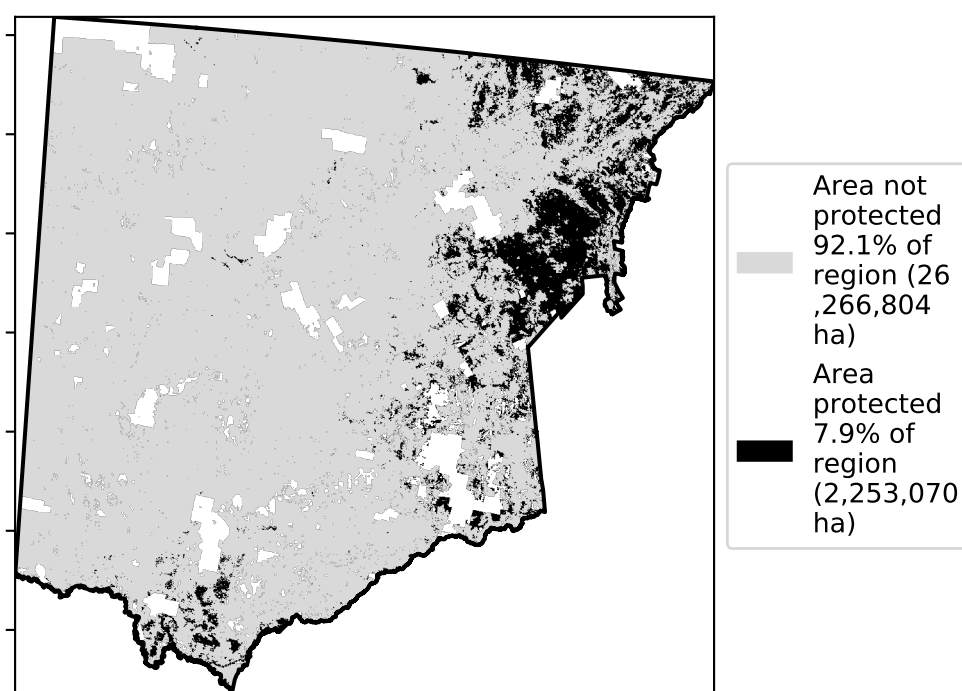 Area not
protected
92.1% of
region (26
,266,804
ha)
Area
protected
7.9% of
region
(2,253,070
ha)